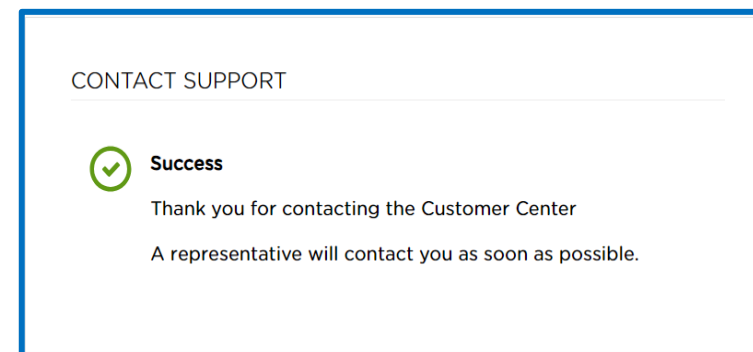 CONTACT SUPPORT
Success
Thank you for contacting the Customer Center
A representative will contact you as soon as possible.